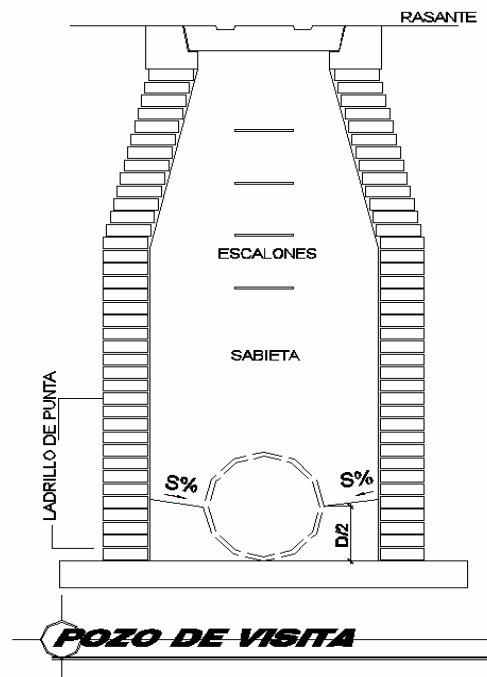 RASANTE
ESCALONES
SABIETA
LADRILLO DE PUNTA
S%
S%
D/2
POZO DE VISITA